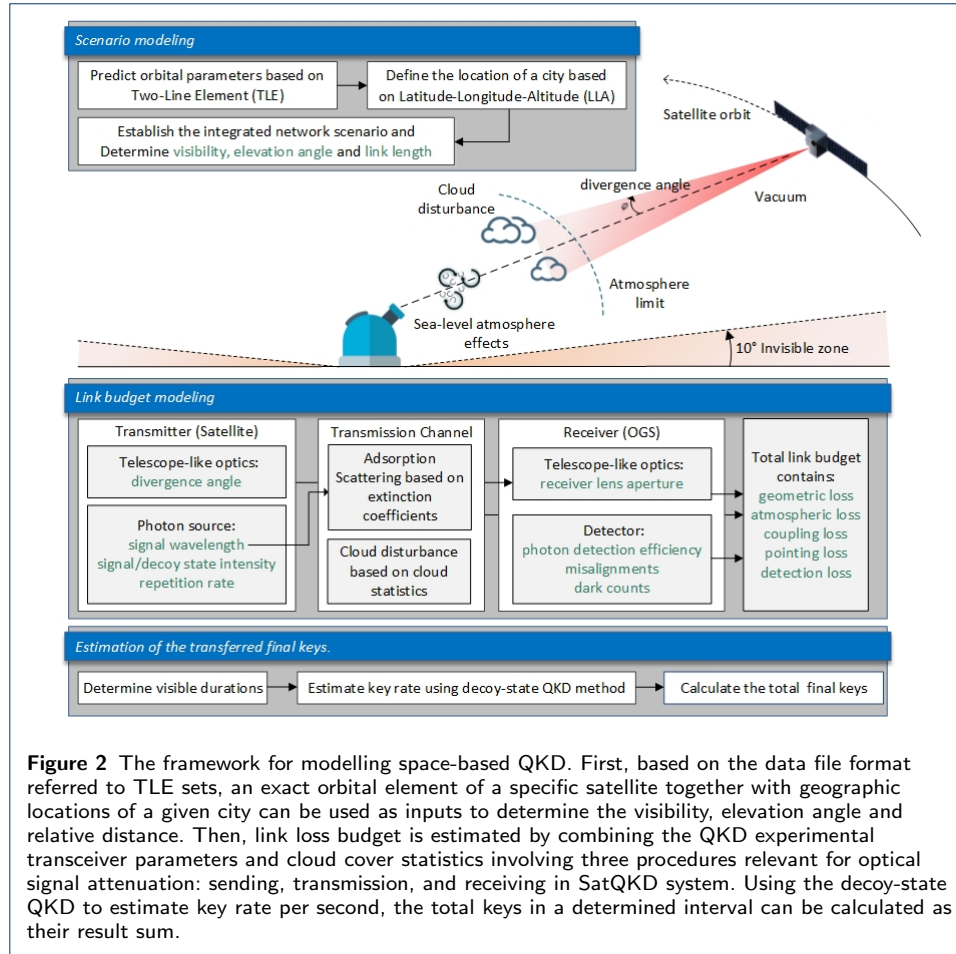 Scenario modeling
Predict orbital parameters based on
Two-Line Element (TLE)
Define the location of a city based
on Latitude-Longitude-Altitude (LLA)
Establish the integrated network scenario and
Determine visibility, elevation angle and link length
Satellite orbit
divergence angle
φ
Vacuum
Cloud
disturbance
Atmosphere
limit
Sea-level atmosphere
effects
10° Invisible zone
Link budget modeling
Transmitter (Satellite)
Telescope-like optics:
divergence angle
Photon source:
signal wavelength
signal/decoy state intensity
repetition rate
Transmission Channel
Adsorption
Scattering based on
extinction
coefficients
Cloud disturbance
based on cloud
statistics
Receiver (OGS)
Telescope-like optics:
receiver lens aperture
Detector:
photon detection efficiency
misalignments
dark counts
Total link budget
contains:
geometric loss
atmospheric loss
coupling loss
pointing loss
detection loss
Estimation of the transferred final keys.
Determine visible durations
Estimate key rate using decoy-state QKD method
Calculate the total final keys
Figure 2 The framework for modelling space-based QKD. First, based on the data file format
referred to TLE sets, an exact orbital element of a specific satellite together with geographic
locations of a given city can be used as inputs to determine the visibility, elevation angle and
relative distance. Then, link loss budget is estimated by combining the QKD experimental
transceiver parameters and cloud cover statistics involving three procedures relevant for optical
signal attenuation: sending, transmission, and receiving in SatQKD system. Using the decoy-state
QKD to estimate key rate per second, the total keys in a determined interval can be calculated as
their result sum.